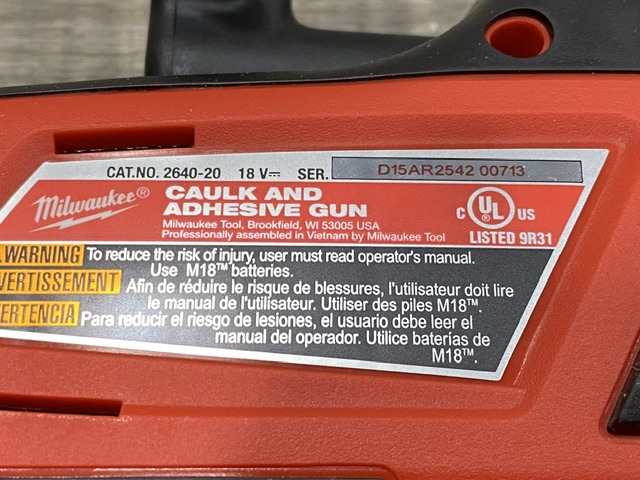 CAT.NO. 2640-20 18 V⎓ SER. D15AR2542 00713
Milwaukee®
CAULK AND
ADHESIVE GUN
Milwaukee Tool, Brookfield, WI 53005 USA
Professionally assembled in Vietnam by Milwaukee Tool
C UL US
LISTED 9R31
WARNING To reduce the risk of injury, user must read operator's manual.
Use M18™ batteries.
VERTISSEMENT Afin de réduire le risque de blessures, l'utilisateur doit lire
le manual de l'utilisateur. Utiliser des piles M18™.
ERTENCIA Para reducir el riesgo de lesiones, el usuario debe leer el
manual del operador. Utilice baterías de
M18™.